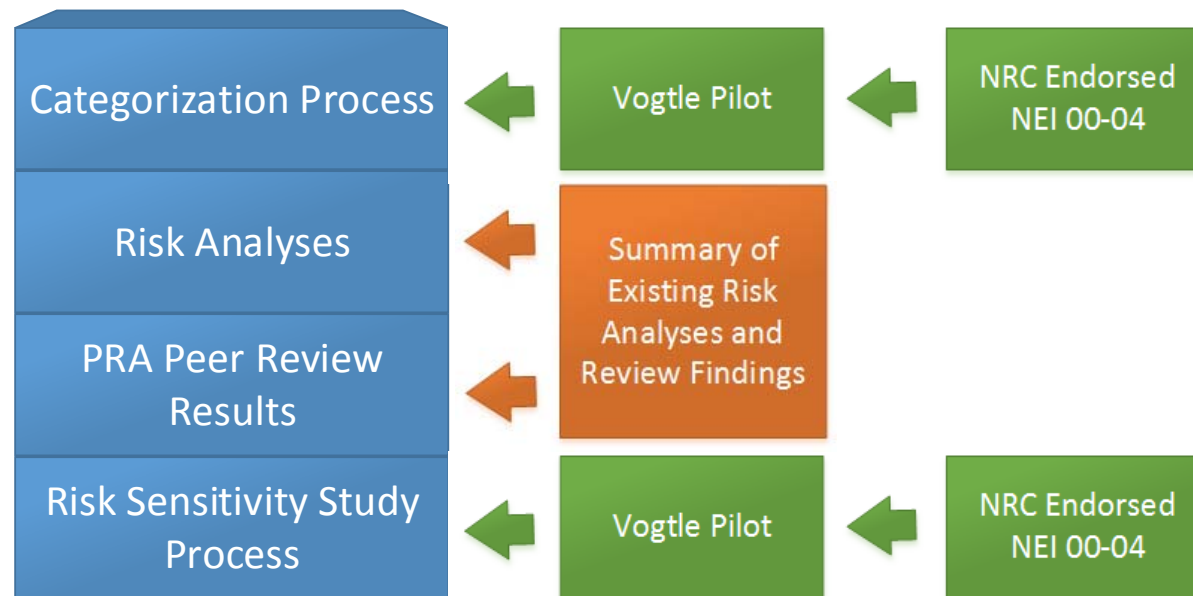 Categorization Process
Vogtle Pilot
NRC Endorsed
NEI 00-04
Risk Analyses
PRA Peer Review
Results
Summary of
Existing Risk
Analyses and
Review Findings
Risk Sensitivity Study
Process
Vogtle Pilot
NRC Endorsed
NEI 00-04